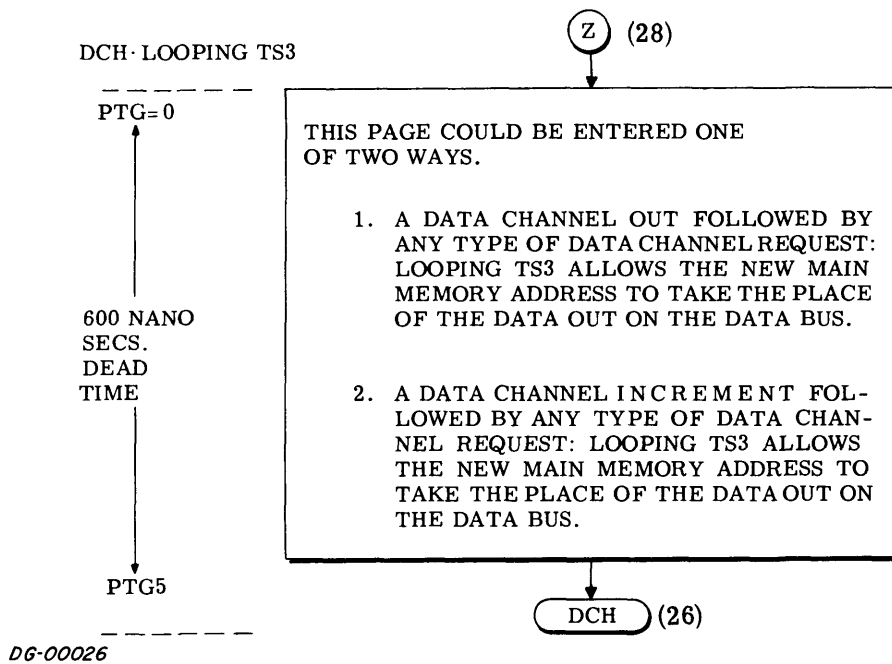 Z (28)
DCH·LOOPING TS3
PTG=0
THIS PAGE COULD BE ENTERED ONE
OF TWO WAYS.
1. A DATA CHANNEL OUT FOLLOWED BY
ANY TYPE OF DATA CHANNEL REQUEST:
LOOPING TS3 ALLOWS THE NEW MAIN
MEMORY ADDRESS TO TAKE THE PLACE
OF THE DATA OUT ON THE DATA BUS.
600 NANO
SECS.
DEAD
TIME
2. A DATA CHANNEL INCREMENT FOL-
LOWED BY ANY TYPE OF DATA CHAN-
NEL REQUEST: LOOPING TS3 ALLOWS
THE NEW MAIN MEMORY ADDRESS TO
TAKE THE PLACE OF THE DATA OUT ON
THE DATA BUS.
PTG5
DCH (26)
DG-00026